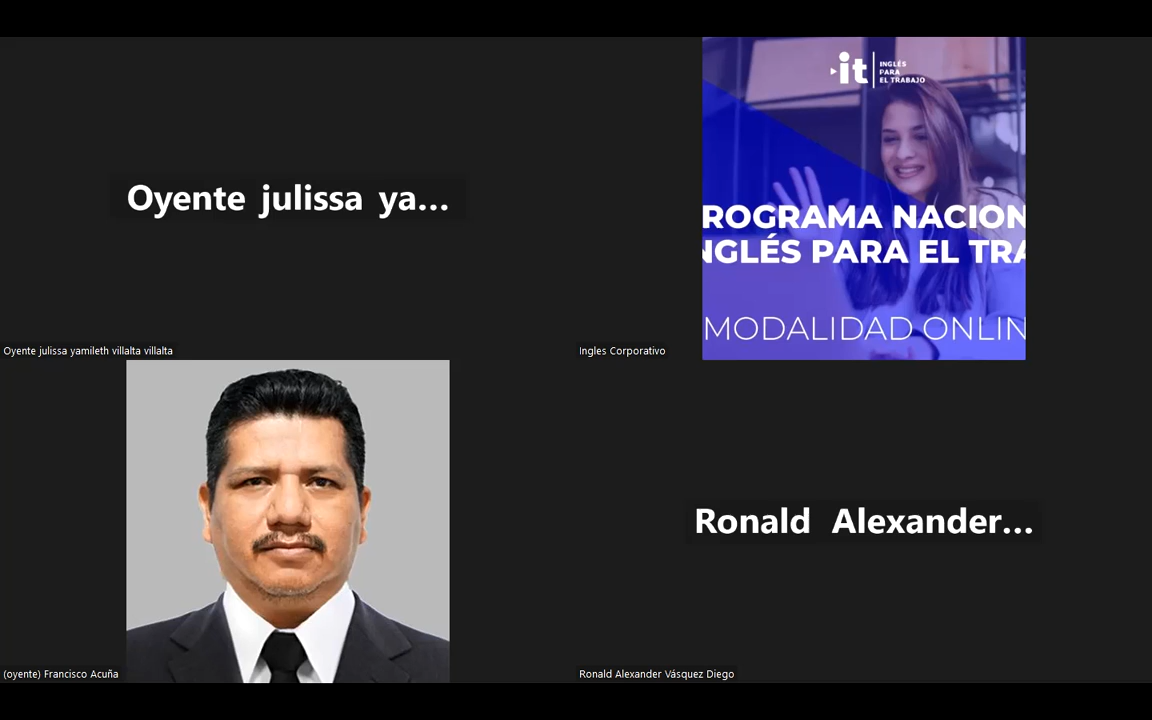 Oyente julissa ya...
Oyente julissa yamileth villalta villalta
it
INGLÉS
PARA
EL TRABAJO
ROGRAMA NACION
NGLÉS PARA EL TRA
MODALIDAD ONLIN
Ingles Corporativo
(oyente) Francisco Acuña
Ronald Alexander...
Ronald Alexander Vásquez Diego